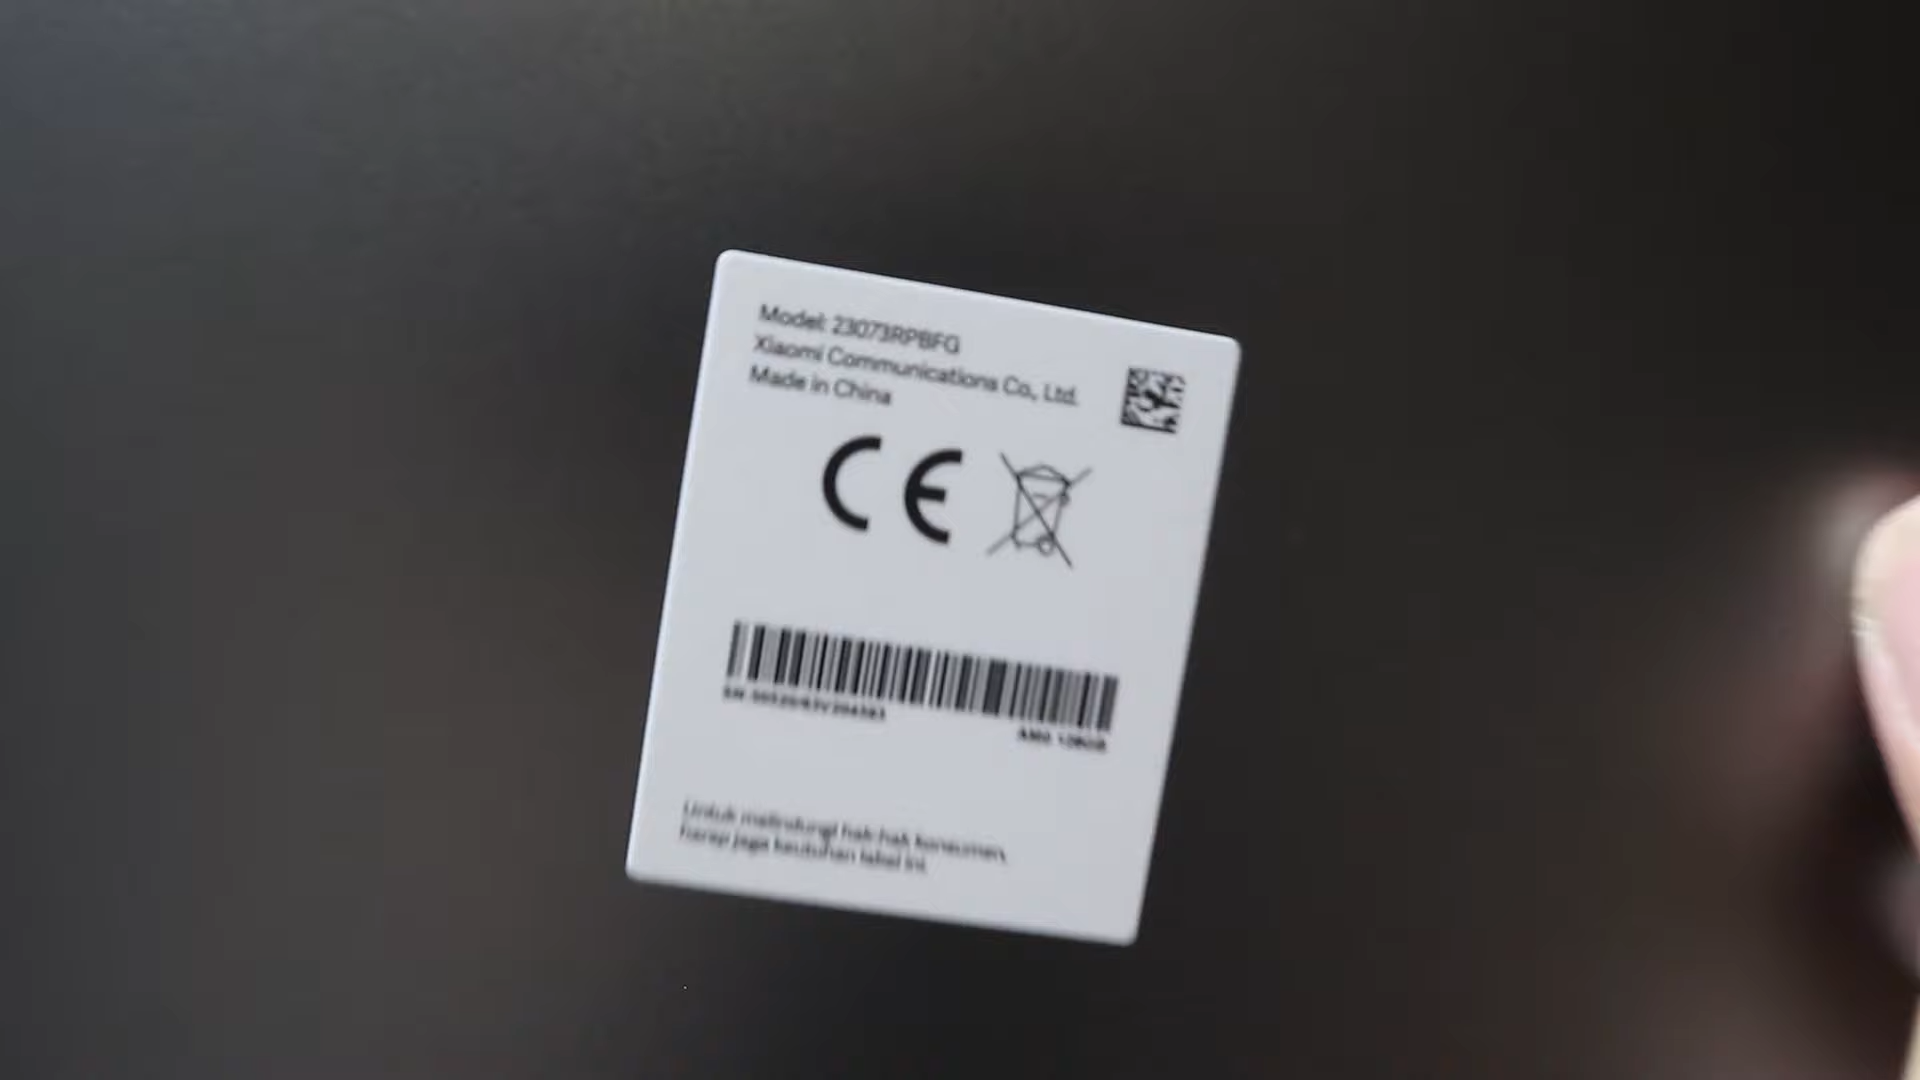 Model: 23073RPBFG
Xiaomi Communications Co., Ltd.
Made in China
CE
128GB
Untuk melindungi hak-hak konsumen,
harap jaga keutuhan label ini.